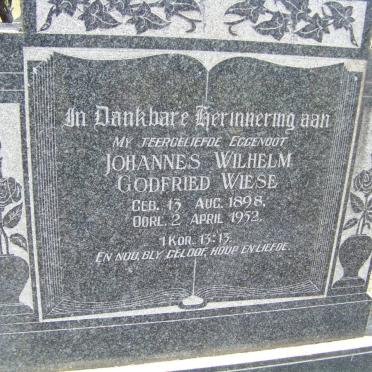 In Dankbare Herinnering aan
MY TEERGELIEFDE EGGENOOT
JOHANNES WILHELM
GODFRIED WIESE
GEB. 13 AUG. 1898.
OORL. 2 APRIL 1952.
1 KOR. 13:13.
EN NOU, BLY GELOOF, HOOP EN LIEFDE.